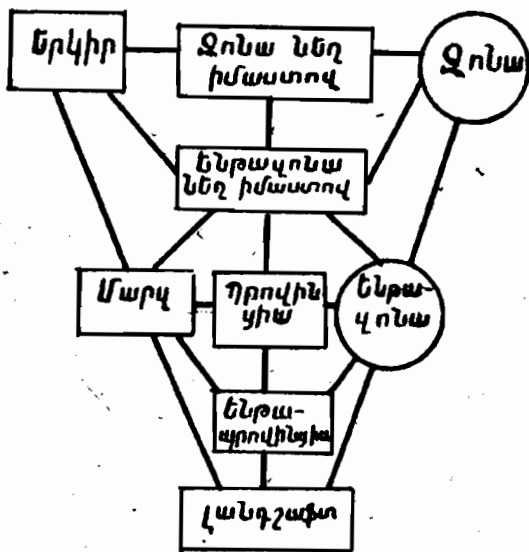 Երկիր
Զոնա նեղ
իմաստով
Զոնա
Ենթազոնա
նեղ իմաստով
Մարզ
Պրովին
ցիա
Ենթա-
զոնա
Ենթա-
պրովինցիա
Լանդշաֆտ